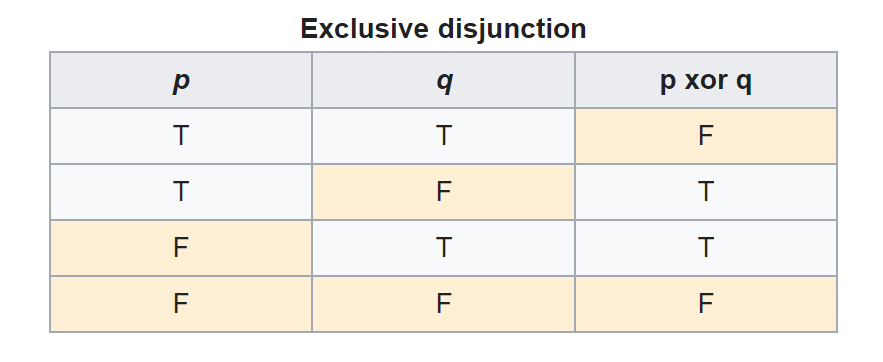 Exclusive disjunction
p q p xor q
T T F
T F T
F T T
F F F